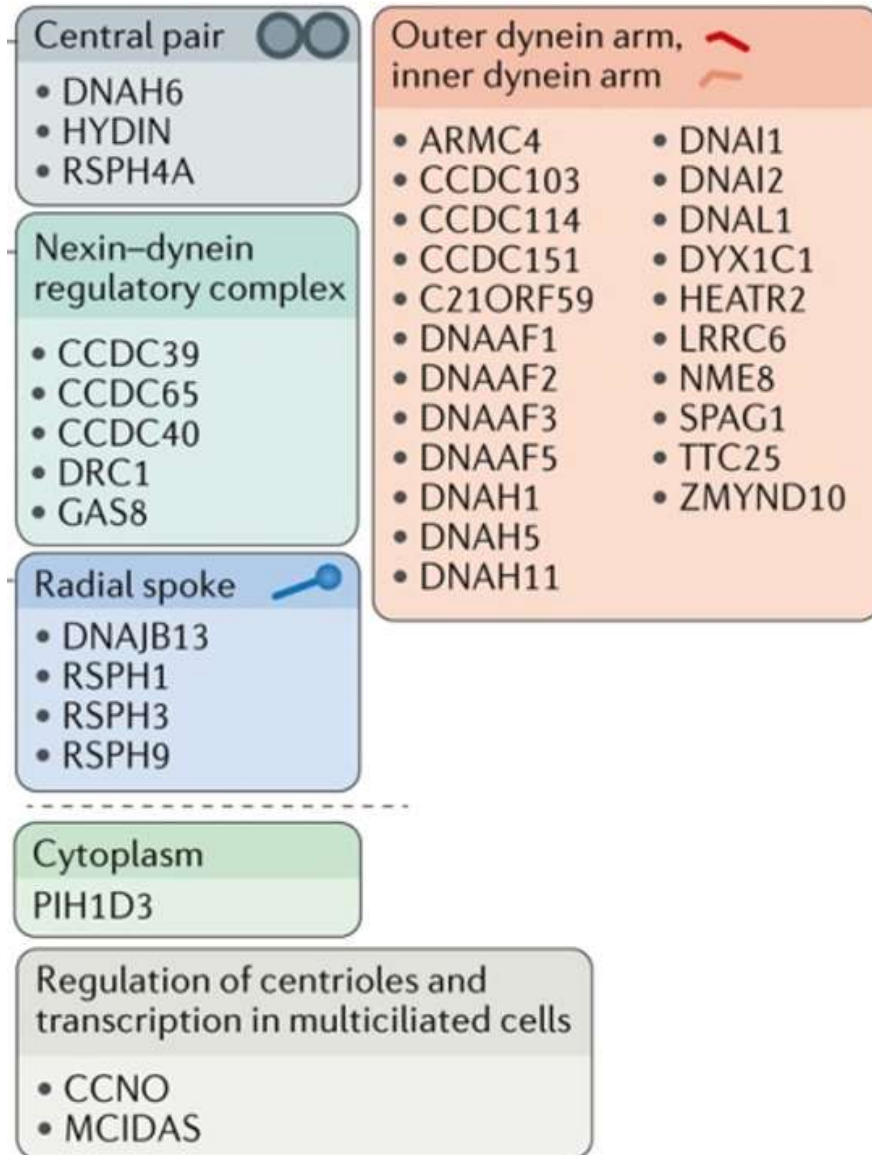 Central pair
• DNAH6
• HYDIN
• RSPH4A
Nexin–dynein
regulatory complex
• CCDC39
• CCDC65
• CCDC40
• DRC1
• GAS8
Radial spoke
• DNAJB13
• RSPH1
• RSPH3
• RSPH9
Cytoplasm
PIH1D3
Regulation of centrioles and
transcription in multiciliated cells
• CCNO
• MCIDAS
Outer dynein arm,
inner dynein arm
• ARMC4
• CCDC103
• CCDC114
• CCDC151
• C21ORF59
• DNAAF1
• DNAAF2
• DNAAF3
• DNAAF5
• DNAH1
• DNAH5
• DNAH11
• DNAI1
• DNAI2
• DNAL1
• DYX1C1
• HEATR2
• LRRC6
• NME8
• SPAG1
• TTC25
• ZMYND10